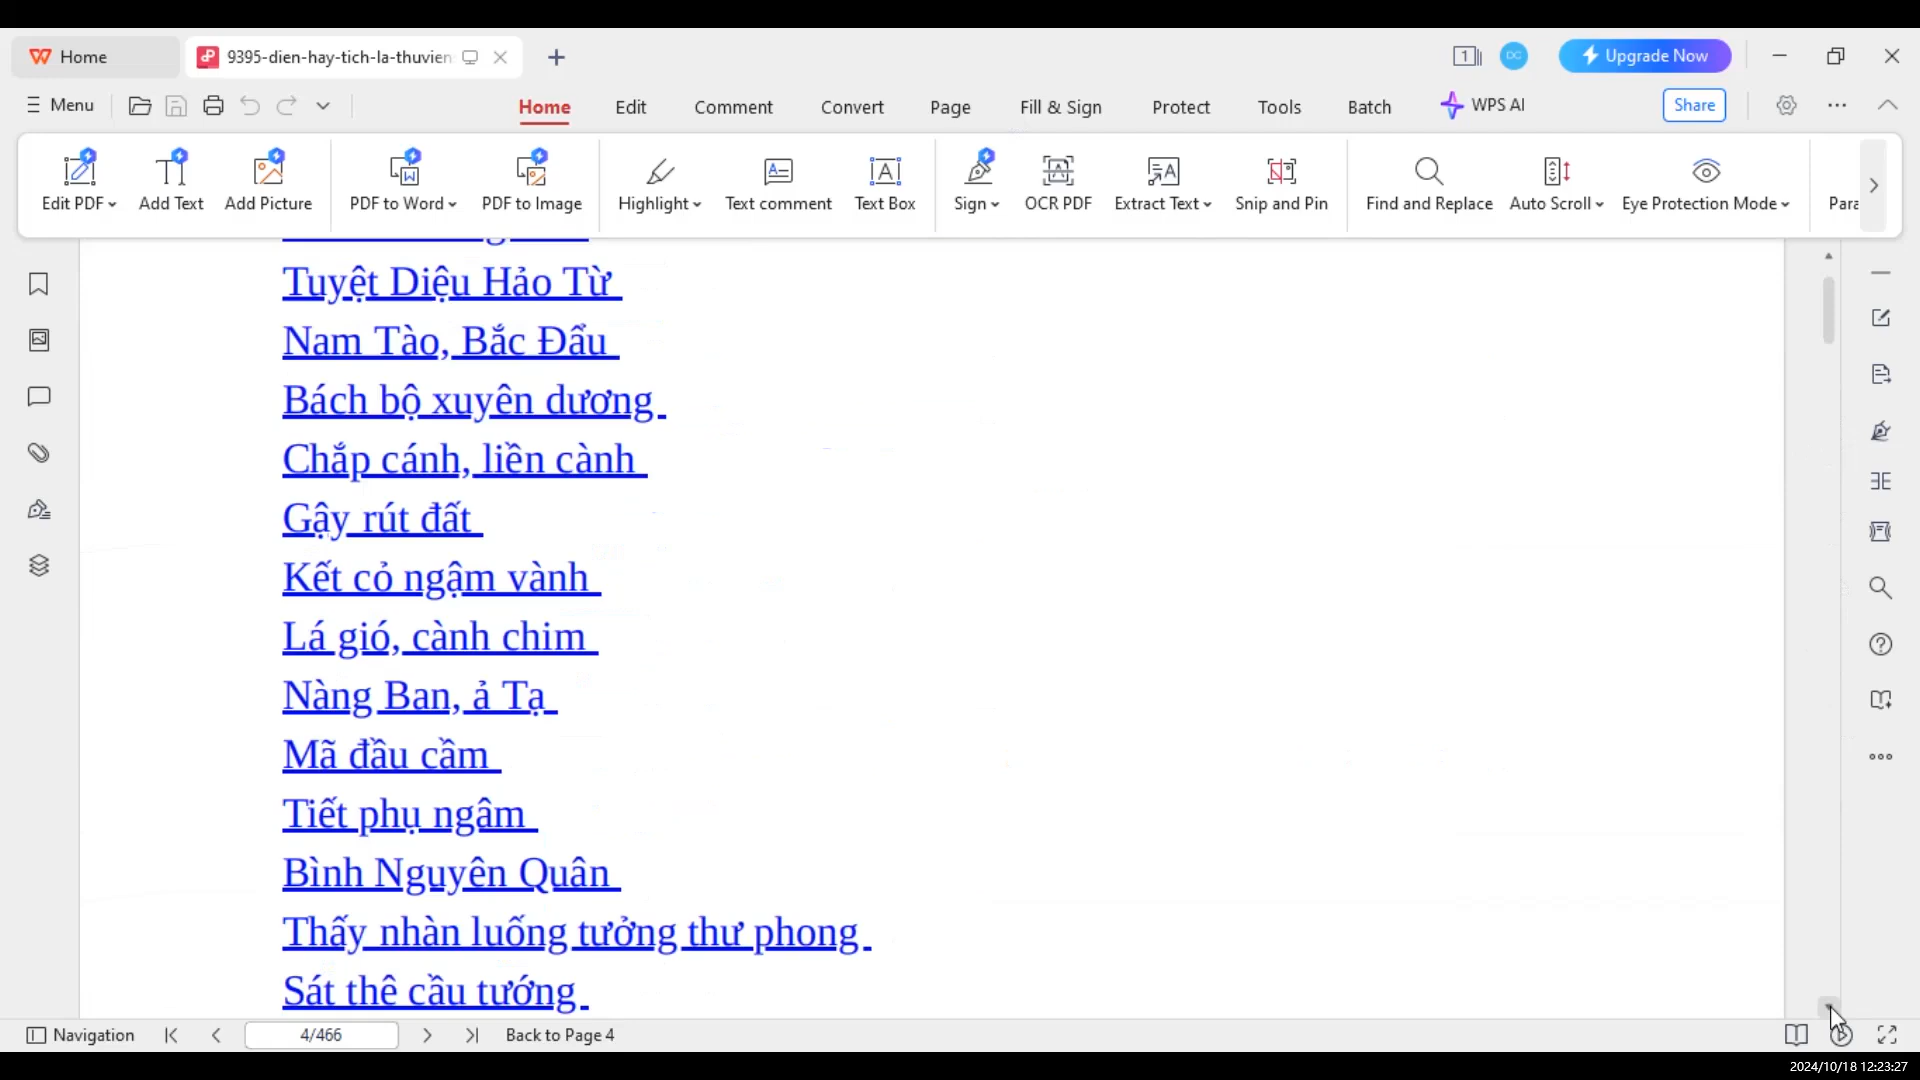 Home
9395-dien-hay-tich-la-thuvien
DC
Upgrade Now
Menu
Home Edit Comment Convert Page Fill & Sign Protect Tools Batch WPS AI Share
Edit PDF Add Text Add Picture PDF to Word PDF to Image Highlight Text comment Text Box Sign OCR PDF Extract Text Snip and Pin Find and Replace Auto Scroll Eye Protection Mode Para
Tuyệt Diệu Hảo Từ
Nam Tào, Bắc Đẩu
Bách bộ xuyên dương
Chắp cánh, liền cành
Gậy rút đất
Kết cỏ ngậm vành
Lá gió, cành chim
Nàng Ban, ả Tạ
Mã đầu cầm
Tiết phụ ngâm
Bình Nguyên Quân
Thấy nhàn luống tưởng thư phong
Sát thê cầu tướng
Navigation 4/466 Back to Page 4
2024/10/18 12:23:27